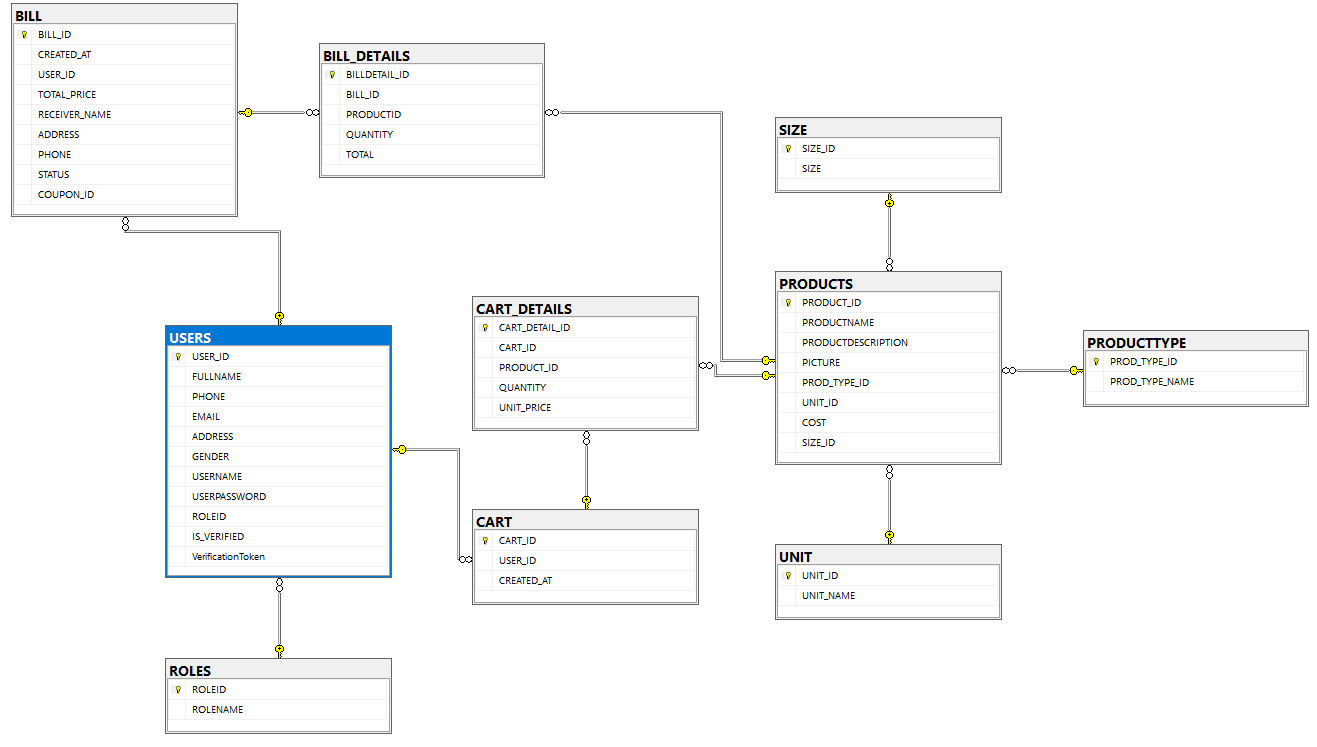 BILL
BILL_ID
CREATED_AT
USER_ID
TOTAL_PRICE
RECEIVER_NAME
ADDRESS
PHONE
STATUS
COUPON_ID
BILL_DETAILS
BILLDETAIL_ID
BILL_ID
PRODUCTID
QUANTITY
TOTAL
SIZE
SIZE_ID
SIZE
PRODUCTS
PRODUCT_ID
PRODUCTNAME
PRODUCTDESCRIPTION
PICTURE
PROD_TYPE_ID
UNIT_ID
COST
SIZE_ID
PRODUCTTYPE
PROD_TYPE_ID
PROD_TYPE_NAME
CART_DETAILS
CART_DETAIL_ID
CART_ID
PRODUCT_ID
QUANTITY
UNIT_PRICE
USERS
USER_ID
FULLNAME
PHONE
EMAIL
ADDRESS
GENDER
USERNAME
USERPASSWORD
ROLEID
IS_VERIFIED
VerificationToken
CART
CART_ID
USER_ID
CREATED_AT
UNIT
UNIT_ID
UNIT_NAME
ROLES
ROLEID
ROLENAME